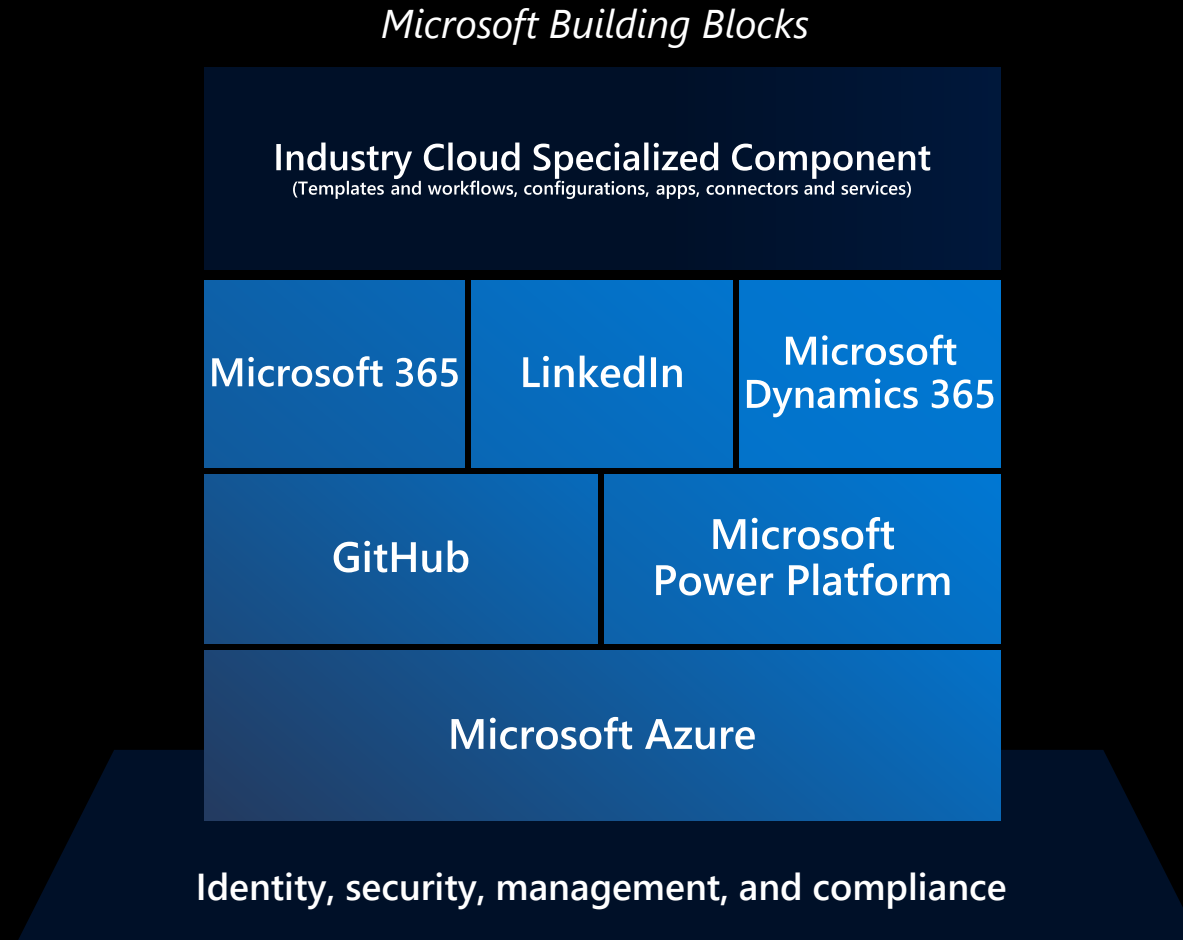 Microsoft Building Blocks
Industry Cloud Specialized Component
(Templates and workflows, configurations, apps, connectors and services)
Microsoft 365
LinkedIn
Microsoft
Dynamics 365
GitHub
Microsoft
Power Platform
Microsoft Azure
Identity, security, management, and compliance